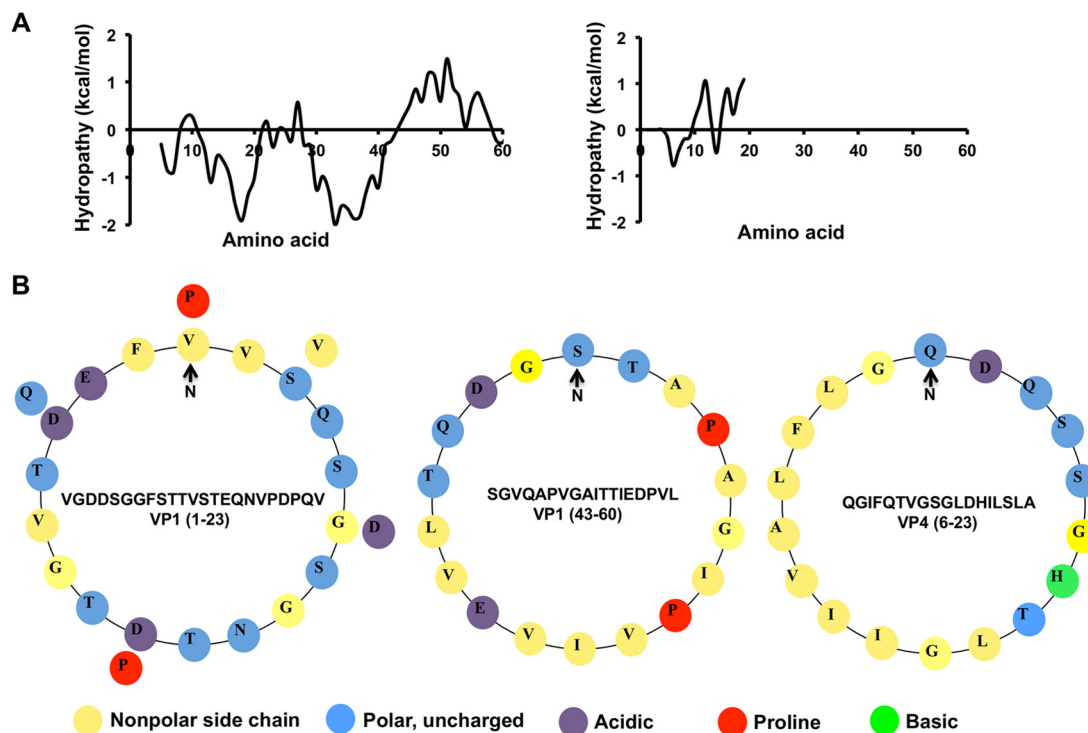 A
Hydropathy (kcal/mol)
2
1
0
-1
-2
0 10 20 30 40 50 60
Amino acid
Hydropathy (kcal/mol)
2
1
0
-1
-2
0 10 20 30 40 50 60
Amino acid
B
P
F V V V
E S
Q D Q
T S
V G D
G S
T G
D T N
P
N
VGDDSGGFSTTVSTEQNVPDPQV
VP1 (1-23)
G S T
D A
Q P
T A
L G
V I
E P
V I V
N
SGVQAPVGAITTIEDPVL
VP1 (43-60)
G Q D
L Q
F S
L S
A G
V H
I T
I G L
N
QGIFQTVGSGLDHILSLA
VP4 (6-23)
Nonpolar side chain
Polar, uncharged
Acidic
Proline
Basic